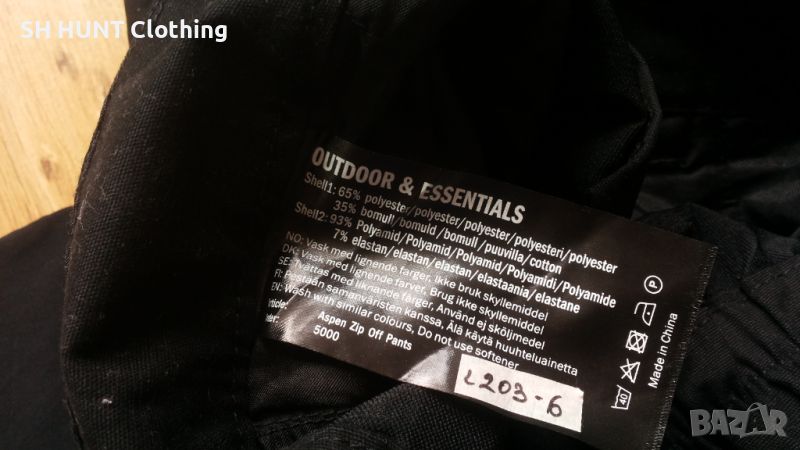 SH HUNT Clothing
OUTDOOR & ESSENTIALS
Shell1: 65% polyester/polyester/polyester/polyesteri/polyester
35% bomull/bomuld/bomull/puuvilla/cotton
Shell2: 93% Polyamid/Polyamid/Polyamid/Polyamidi/Polyamide
7% elastan/elastan/elastan/elastaania/elastane
NO: Vask med lignende farger, Ikke bruk skyllemiddel
DK: Vask med lignende farver, Brug ikke skyllemiddel
SE: Tvättas med liknande färger, Använd ej sköljmedel
FI: Pestään samanväristen kanssa, Älä käytä huuhteluainetta
EN: Wash with similar colours, Do not use softener
Aspen Zip Off Pants
5000
L203-6
P
40
Made in China
BAZAR